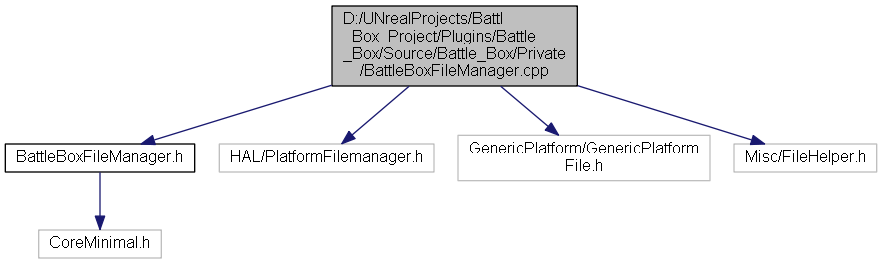 D:/UNrealProjects/Battl
_Box_Project/Plugins/Battle
_Box/Source/Battle_Box/Private
/BattleBoxFileManager.cpp
BattleBoxFileManager.h
HAL/PlatformFilemanager.h
GenericPlatform/GenericPlatform
File.h
Misc/FileHelper.h
CoreMinimal.h